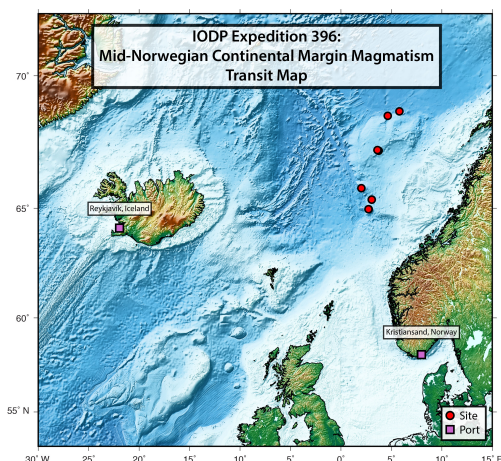 IODP Expedition 396:
Mid-Norwegian Continental Margin Magmatism
Transit Map
70°
65°
60°
55° N
Reykjavik, Iceland
Kristiansand, Norway
Site
Port
30° W
25°
20°
15°
10°
5°
0°
5°
10°
15° E